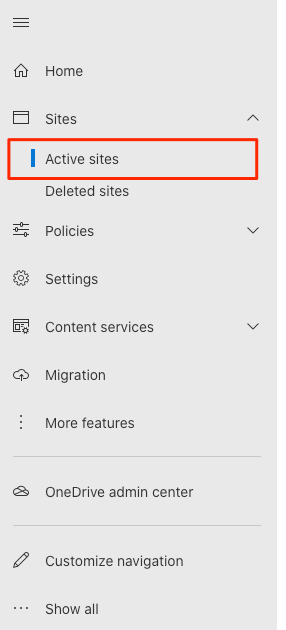 Home
Sites
Active sites
Deleted sites
Policies
Settings
Content services
Migration
More features
OneDrive admin center
Customize navigation
Show all